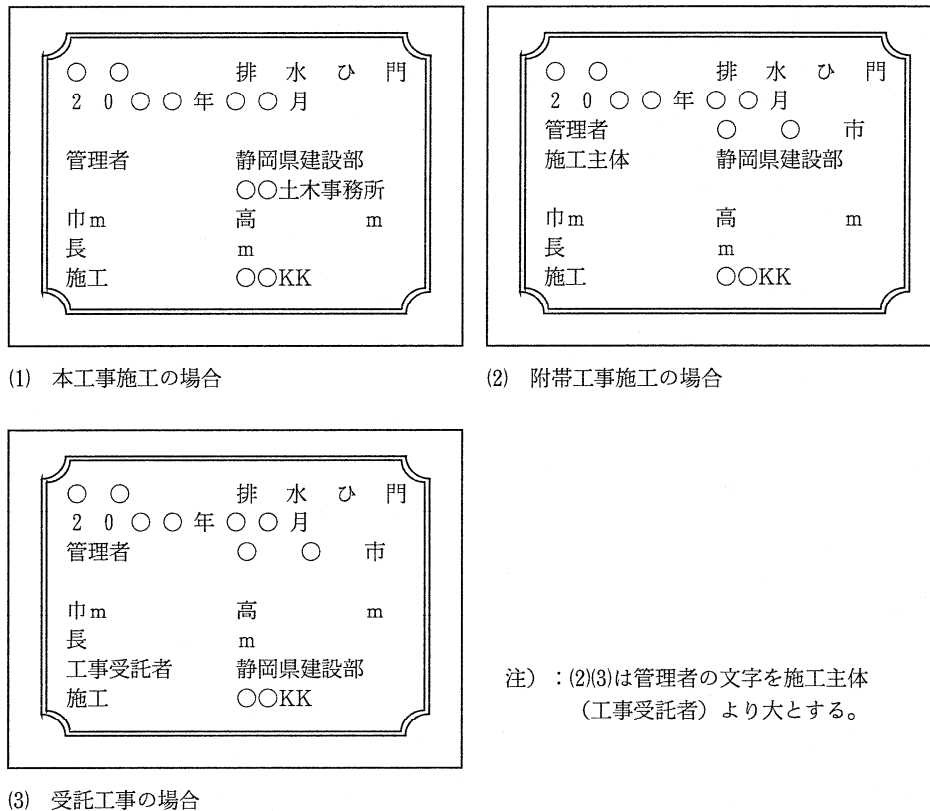 ○ ○ 排 水 ひ 門
2 0 ○ ○ 年 ○ ○ 月
管理者 静岡県建設部
○○土木事務所
巾m 高 m
長 m
施工 ○○KK
(1) 本工事施工の場合
○ ○ 排 水 ひ 門
2 0 ○ ○ 年 ○ ○ 月
管理者 ○ ○ 市
施工主体 静岡県建設部
巾m 高 m
長 m
施工 ○○KK
(2) 附帯工事施工の場合
○ ○ 排 水 ひ 門
2 0 ○ ○ 年 ○ ○ 月
管理者 ○ ○ 市
巾m 高 m
長 m
工事受託者 静岡県建設部
施工 ○○KK
(3) 受託工事の場合
注）：(2)(3)は管理者の文字を施工主体
（工事受託者）より大とする。